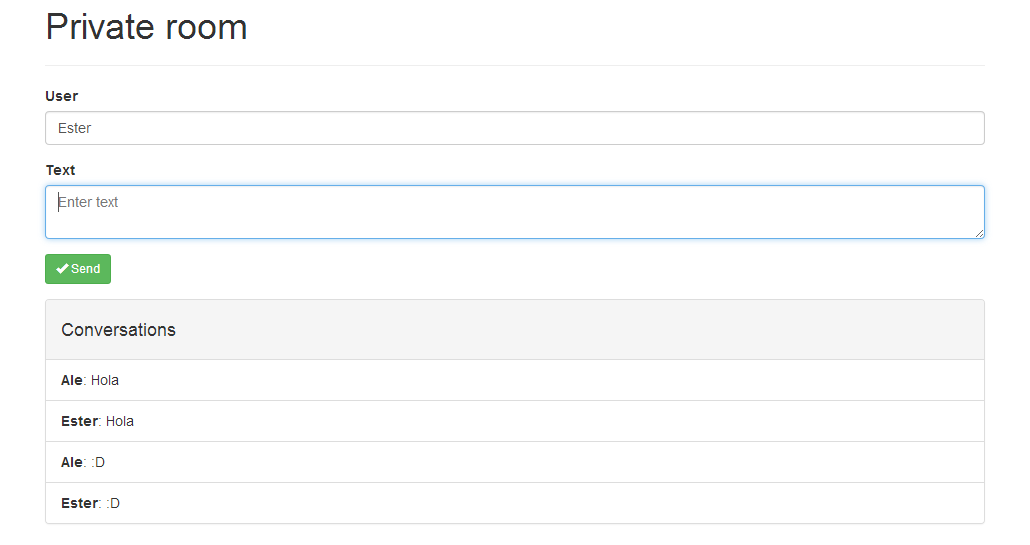 Private room
User
Ester
Text
Enter text
Send
Conversations
Ale: Hola
Ester: Hola
Ale: :D
Ester: :D